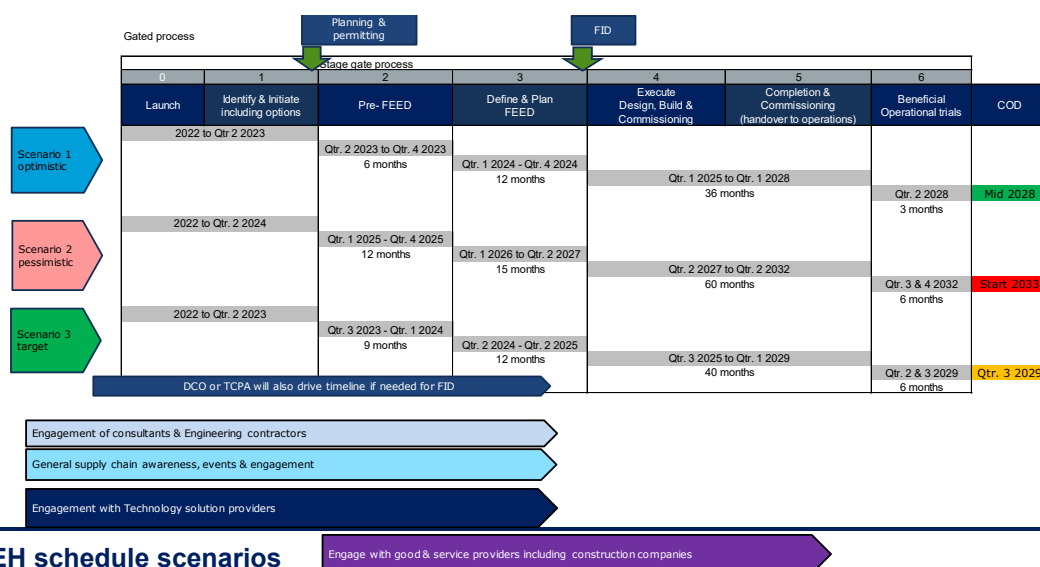 Planning &
permitting
FID
Gated process
Stage gate process
0 1 2 3 4 5 6
Launch
Identify & Initiate
including options
Pre- FEED
Define & Plan
FEED
Execute
Design, Build &
Commissioning
Completion &
Commissioning
(handover to operations)
Beneficial
Operational trials
COD
Scenario 1
optimistic
2022 to Qtr 2 2023
Qtr. 2 2023 to Qtr. 4 2023
6 months
Qtr. 1 2024 - Qtr. 4 2024
12 months
Qtr. 1 2025 to Qtr. 1 2028
36 months
Qtr. 2 2028
3 months
Mid 2028
Scenario 2
pessimistic
2022 to Qtr. 2 2024
Qtr. 1 2025 - Qtr. 4 2025
12 months
Qtr. 1 2026 to Qtr. 2 2027
15 months
Qtr. 2 2027 to Qtr. 2 2032
60 months
Qtr. 3 & 4 2032
6 months
Start 2033
Scenario 3
target
2022 to Qtr. 2 2023
Qtr. 3 2023 - Qtr. 1 2024
9 months
Qtr. 2 2024 - Qtr. 2 2025
12 months
Qtr. 3 2025 to Qtr. 1 2029
40 months
Qtr. 2 & 3 2029
6 months
Qtr. 3 2029
DCO or TCPA will also drive timeline if needed for FID
Engagement of consultants & Engineering contractors
General supply chain awareness, events & engagement
Engagement with Technology solution providers
EH schedule scenarios
Engage with good & service providers including construction companies